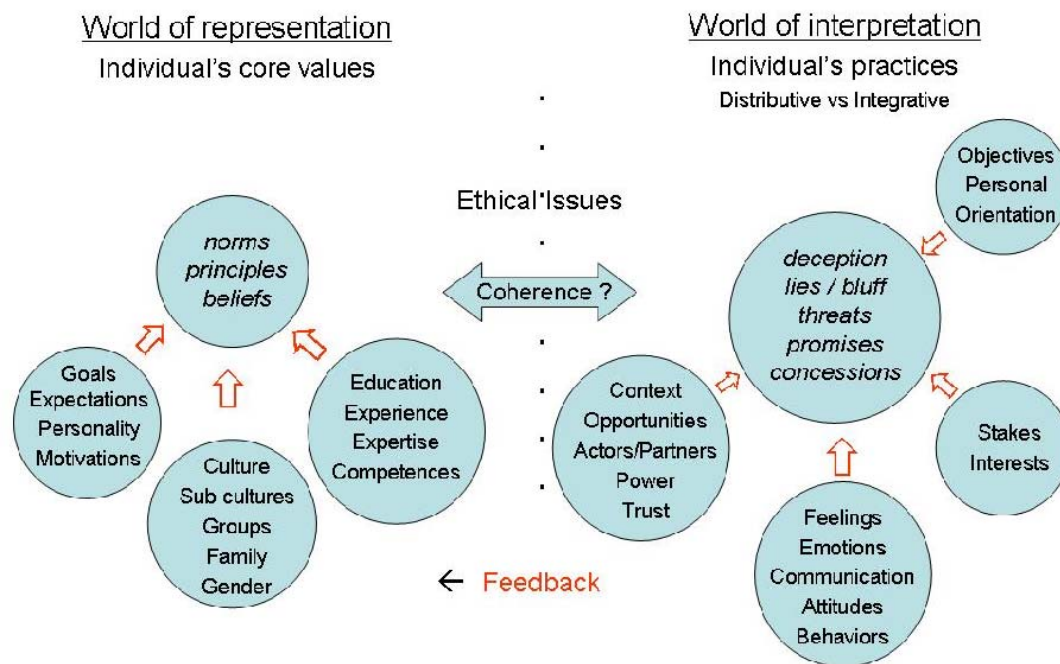 World of representation
Individual's core values
World of interpretation
Individual's practices
Distributive vs Integrative
Ethical Issues
Coherence ?
norms
principles
beliefs
Goals
Expectations
Personality
Motivations
Culture
Sub cultures
Groups
Family
Gender
Education
Experience
Expertise
Competences
Objectives
Personal
Orientation
deception
lies / bluff
threats
promises
concessions
Context
Opportunities
Actors/Partners
Power
Trust
Stakes
Interests
Feelings
Emotions
Communication
Attitudes
Behaviors
← Feedback